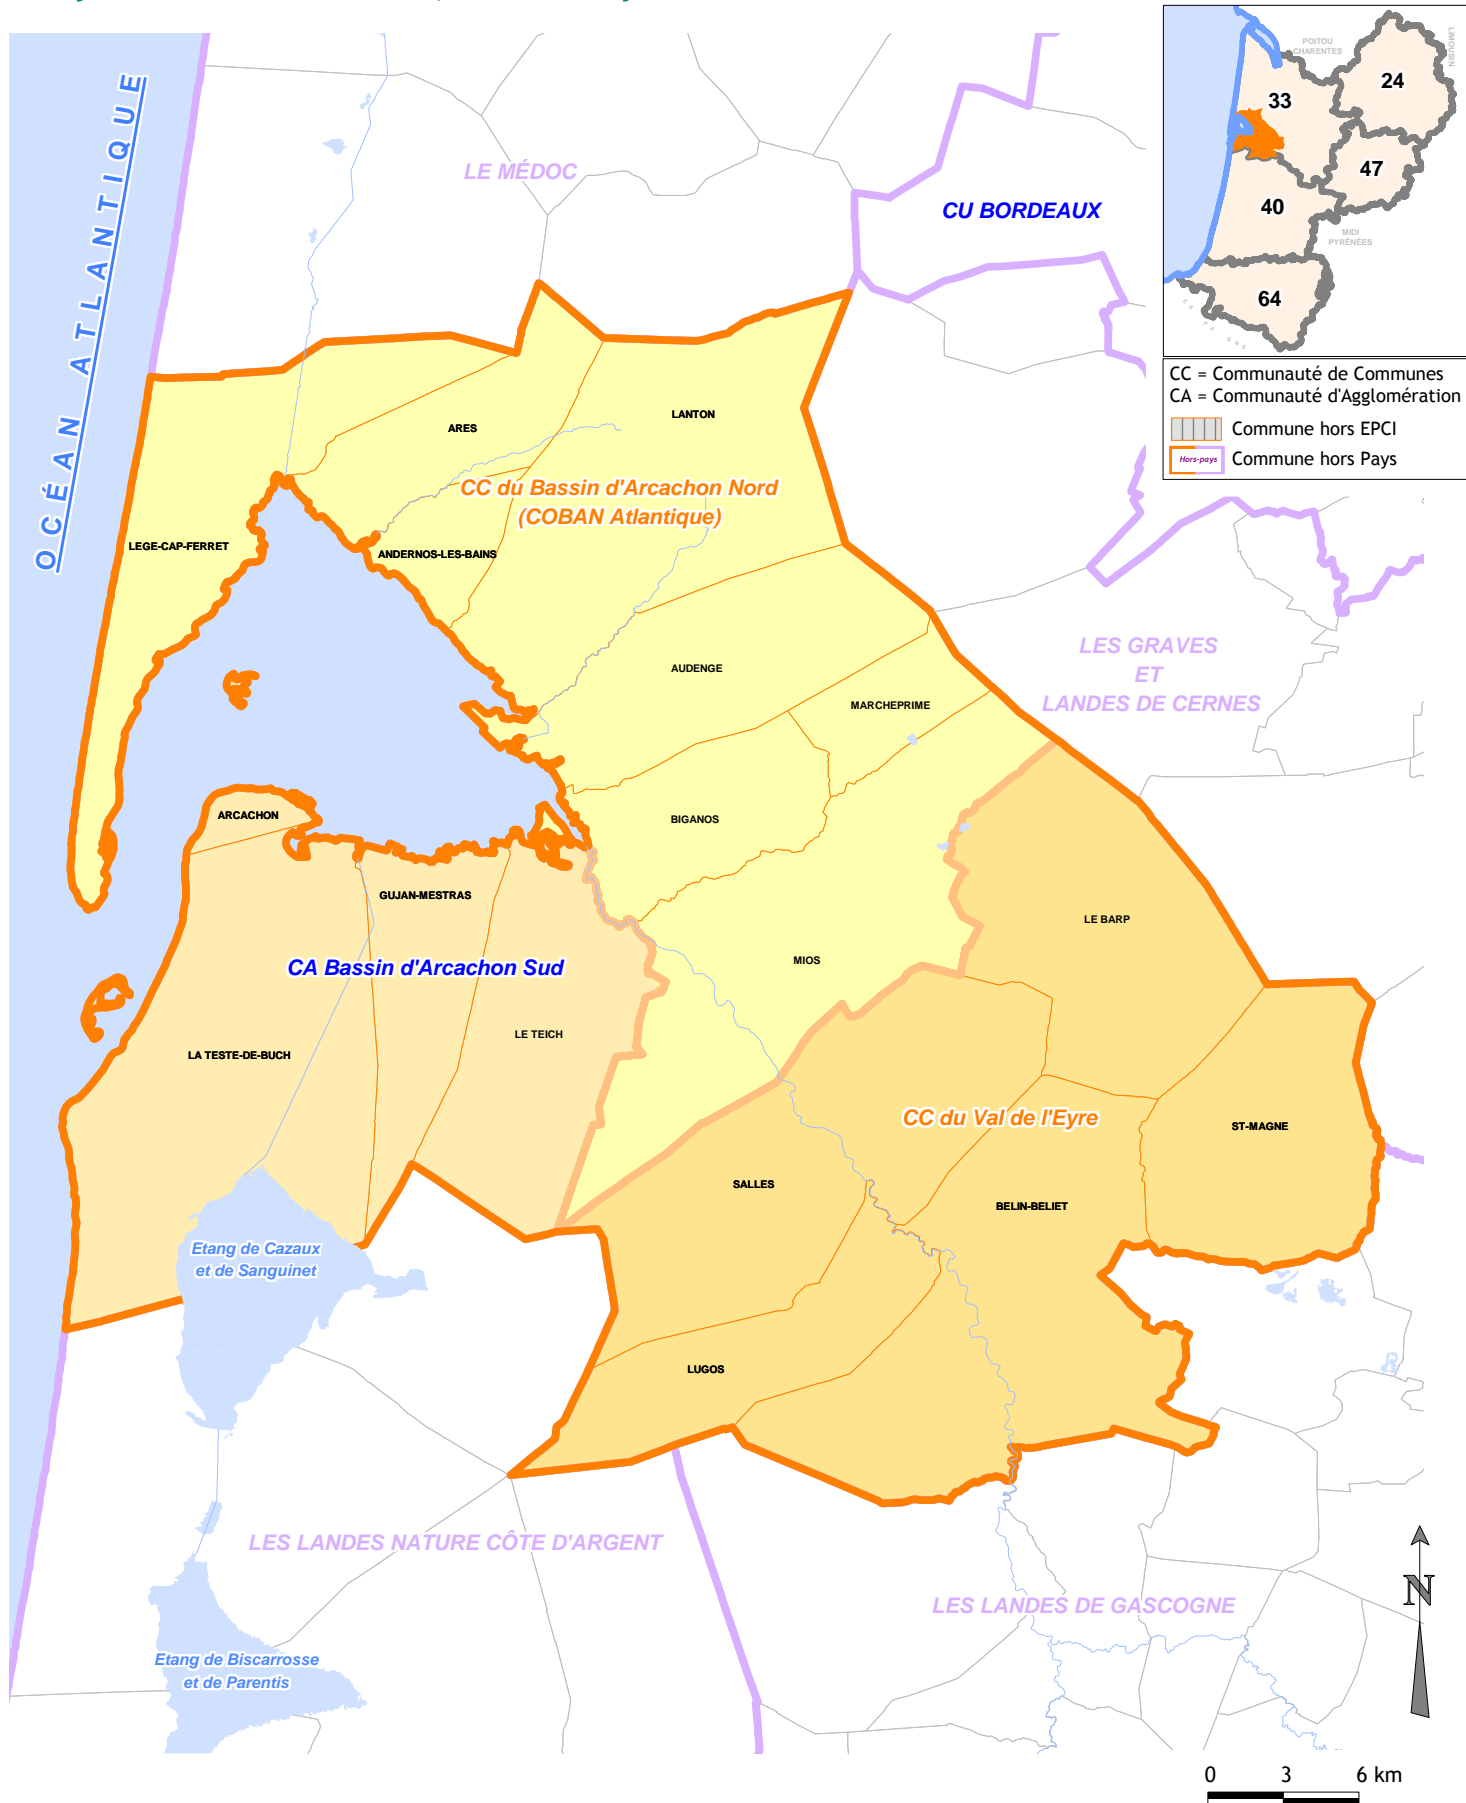 OCÉAN ATLANTIQUE
POITOU
CHARENTES
LIMOUSIN
24
33
47
40
MIDI
PYRÉNÉES
64
CC = Communauté de Communes
CA = Communauté d'Agglomération
Commune hors EPCI
Hors-pays
Commune hors Pays
LE MÉDOC
CU BORDEAUX
LANTON
ARES
CC du Bassin d'Arcachon Nord
(COBAN Atlantique)
LEGE-CAP-FERRET
ANDERNOS-LES-BAINS
LES GRAVES
ET
LANDES DE CERNES
AUDENGE
MARCHEPRIME
ARCACHON
BIGANOS
GUJAN-MESTRAS
LE BARP
CA Bassin d'Arcachon Sud
MIOS
LE TEICH
LA TESTE-DE-BUCH
CC du Val de l'Eyre
ST-MAGNE
SALLES
BELIN-BELIET
Etang de Cazaux
et de Sanguinet
LUGOS
LES LANDES NATURE CÔTE D'ARGENT
LES LANDES DE GASCOGNE
N
Etang de Biscarrosse
et de Parentis
0 3 6 km